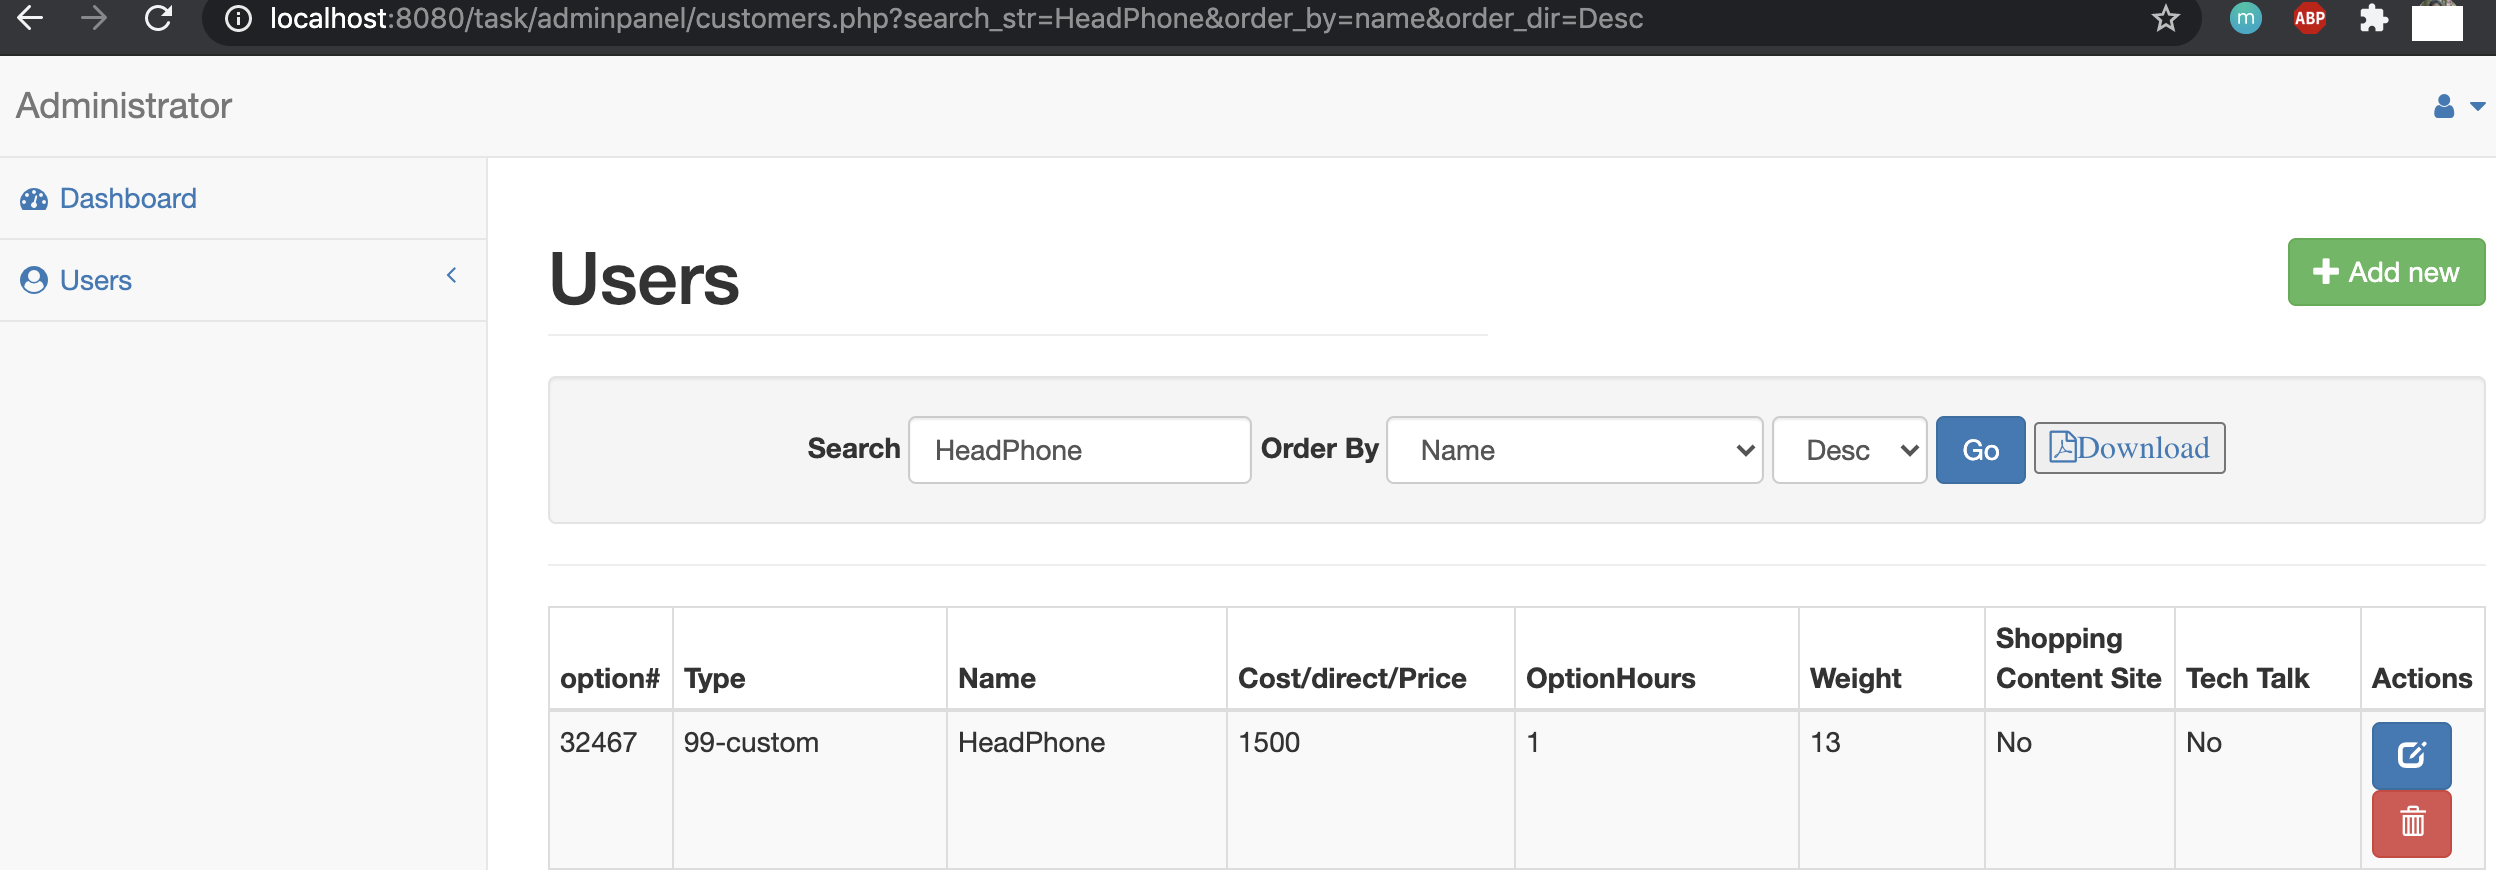 localhost:8080/task/adminpanel/customers.php?search_str=HeadPhone&order_by=name&order_dir=Desc
m
ABP
Administrator
Dashboard
Users
Users
Add new
Search HeadPhone Order By Name Desc Go Download
option# Type Name Cost/direct/Price OptionHours Weight Shopping Content Site Tech Talk Actions
32467 99-custom HeadPhone 1500 1 13 No No